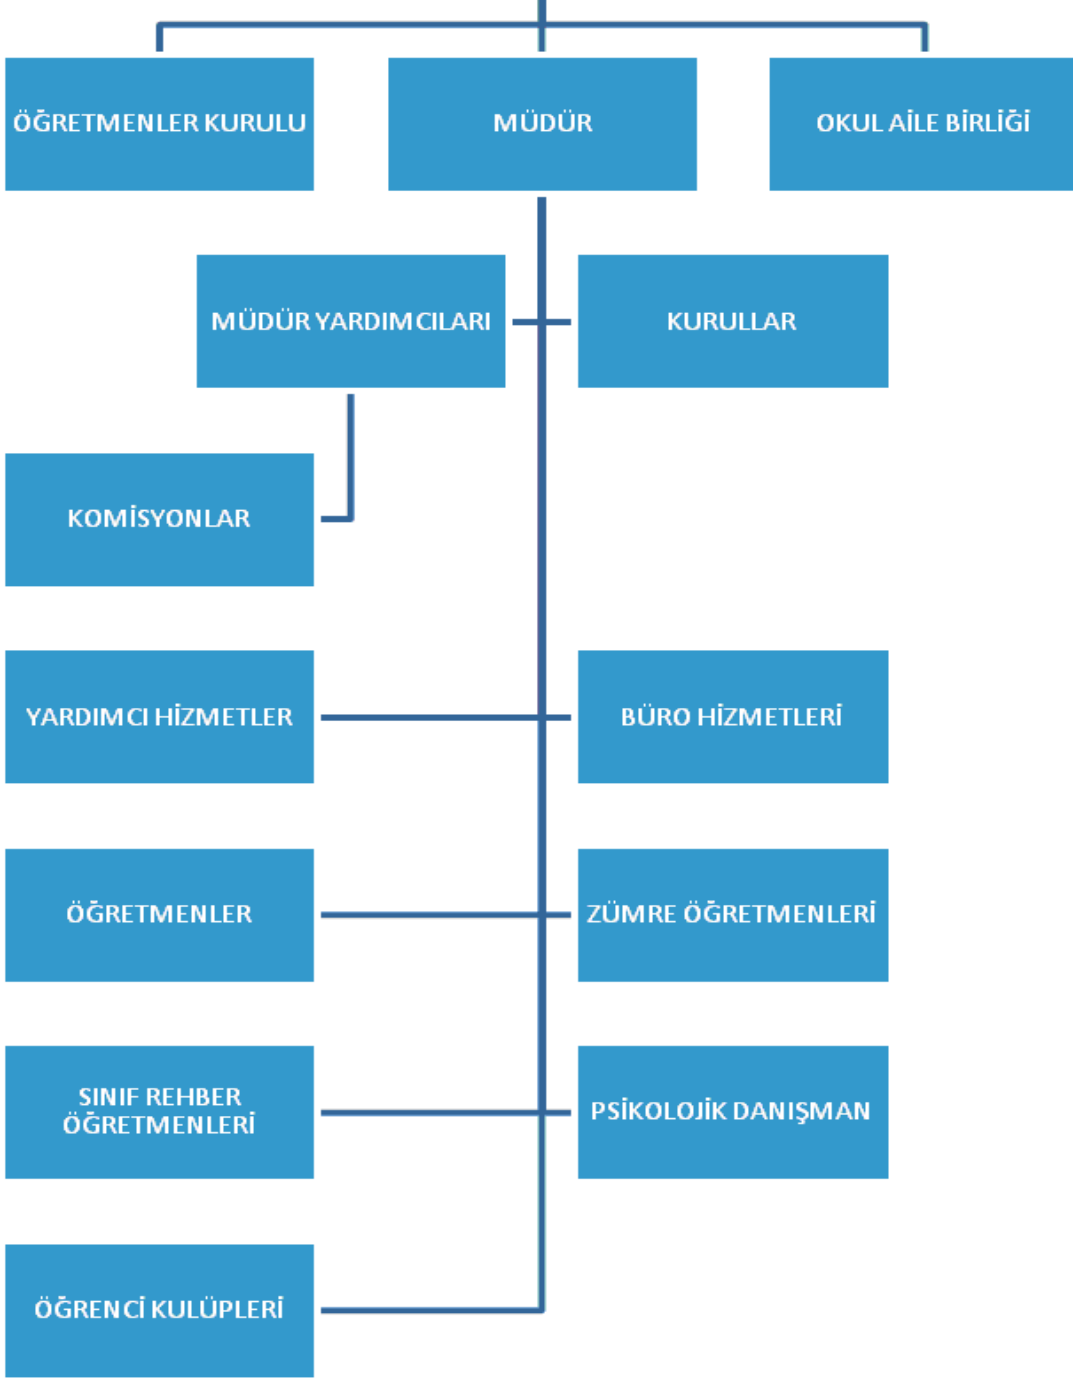 ÖĞRETMENLER KURULU
MÜDÜR
OKUL AİLE BİRLİĞİ
MÜDÜR YARDIMCILARI
KURULLAR
KOMİSYONLAR
YARDIMCI HİZMETLER
BÜRO HİZMETLERİ
ÖĞRETMENLER
ZÜMRE ÖĞRETMENLERİ
SINIF REHBER
ÖĞRETMENLERİ
PSİKOLOJİK DANIŞMAN
ÖĞRENCİ KULÜPLERİ